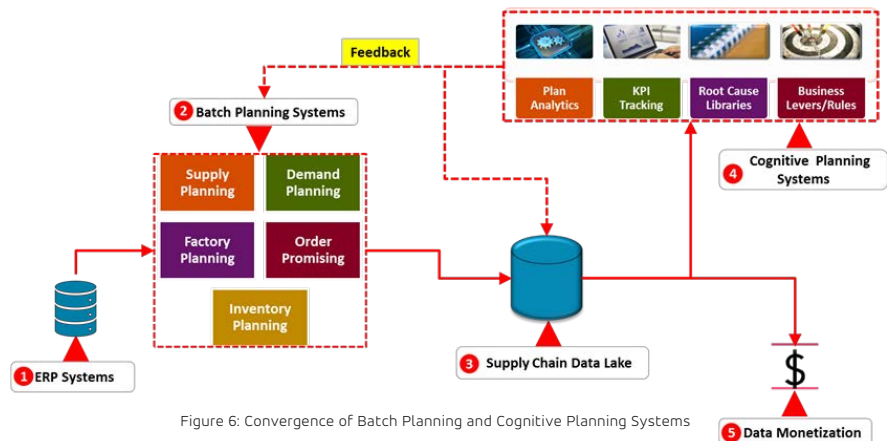 Feedback
Plan
Analytics
KPI
Tracking
Root Cause
Libraries
Business
Levers/Rules
2 Batch Planning Systems
4 Cognitive Planning
Systems
Supply
Planning
Demand
Planning
Factory
Planning
Order
Promising
Inventory
Planning
1 ERP Systems
3 Supply Chain Data Lake
$
5 Data Monetization
Figure 6: Convergence of Batch Planning and Cognitive Planning Systems